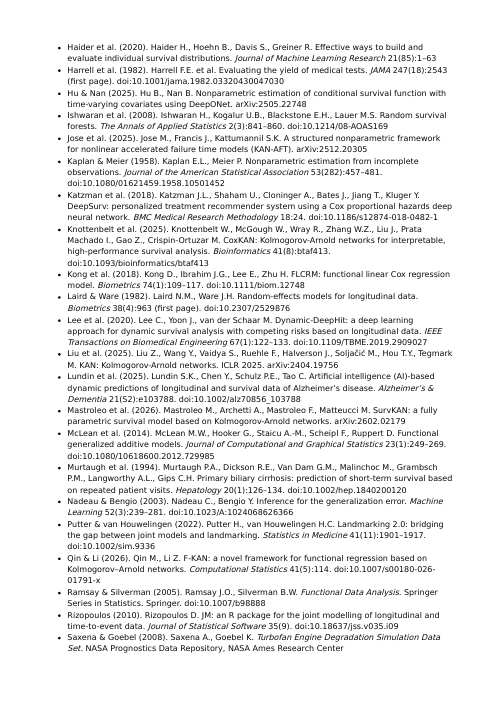 • Haider et al. (2020). Haider H., Hoehn B., Davis S., Greiner R. Effective ways to build and
evaluate individual survival distributions. Journal of Machine Learning Research 21(85):1–63
• Harrell et al. (1982). Harrell F.E. et al. Evaluating the yield of medical tests. JAMA 247(18):2543
(first page). doi:10.1001/jama.1982.03320430047030
• Hu & Nan (2025). Hu B., Nan B. Nonparametric estimation of conditional survival function with
time-varying covariates using DeepONet. arXiv:2505.22748
• Ishwaran et al. (2008). Ishwaran H., Kogalur U.B., Blackstone E.H., Lauer M.S. Random survival
forests. The Annals of Applied Statistics 2(3):841–860. doi:10.1214/08-AOAS169
• Jose et al. (2025). Jose M., Francis J., Kattumannil S.K. A structured nonparametric framework
for nonlinear accelerated failure time models (KAN-AFT). arXiv:2512.20305
• Kaplan & Meier (1958). Kaplan E.L., Meier P. Nonparametric estimation from incomplete
observations. Journal of the American Statistical Association 53(282):457–481.
doi:10.1080/01621459.1958.10501452
• Katzman et al. (2018). Katzman J.L., Shaham U., Cloninger A., Bates J., Jiang T., Kluger Y.
DeepSurv: personalized treatment recommender system using a Cox proportional hazards deep
neural network. BMC Medical Research Methodology 18:24. doi:10.1186/s12874-018-0482-1
• Knottenbelt et al. (2025). Knottenbelt W., McGough W., Wray R., Zhang W.Z., Liu J., Prata
Machado I., Gao Z., Crispin-Ortuzar M. CoxKAN: Kolmogorov-Arnold networks for interpretable,
high-performance survival analysis. Bioinformatics 41(8):btaf413.
doi:10.1093/bioinformatics/btaf413
• Kong et al. (2018). Kong D., Ibrahim J.G., Lee E., Zhu H. FLCRM: functional linear Cox regression
model. Biometrics 74(1):109–117. doi:10.1111/biom.12748
• Laird & Ware (1982). Laird N.M., Ware J.H. Random-effects models for longitudinal data.
Biometrics 38(4):963 (first page). doi:10.2307/2529876
• Lee et al. (2020). Lee C., Yoon J., van der Schaar M. Dynamic-DeepHit: a deep learning
approach for dynamic survival analysis with competing risks based on longitudinal data. IEEE
Transactions on Biomedical Engineering 67(1):122–133. doi:10.1109/TBME.2019.2909027
• Liu et al. (2025). Liu Z., Wang Y., Vaidya S., Ruehle F., Halverson J., Soljačić M., Hou T.Y., Tegmark
M. KAN: Kolmogorov-Arnold networks. ICLR 2025. arXiv:2404.19756
• Lundin et al. (2025). Lundin S.K., Chen Y., Schulz P.E., Tao C. Artificial intelligence (AI)-based
dynamic predictions of longitudinal and survival data of Alzheimer’s disease. Alzheimer’s &
Dementia 21(S2):e103788. doi:10.1002/alz70856_103788
• Mastroleo et al. (2026). Mastroleo M., Archetti A., Mastroleo F., Matteucci M. SurvKAN: a fully
parametric survival model based on Kolmogorov-Arnold networks. arXiv:2602.02179
• McLean et al. (2014). McLean M.W., Hooker G., Staicu A.-M., Scheipl F., Ruppert D. Functional
generalized additive models. Journal of Computational and Graphical Statistics 23(1):249–269.
doi:10.1080/10618600.2012.729985
• Murtaugh et al. (1994). Murtaugh P.A., Dickson R.E., Van Dam G.M., Malinchoc M., Grambsch
P.M., Langworthy A.L., Gips C.H. Primary biliary cirrhosis: prediction of short-term survival based
on repeated patient visits. Hepatology 20(1):126–134. doi:10.1002/hep.1840200120
• Nadeau & Bengio (2003). Nadeau C., Bengio Y. Inference for the generalization error. Machine
Learning 52(3):239–281. doi:10.1023/A:1024068626366
• Putter & van Houwelingen (2022). Putter H., van Houwelingen H.C. Landmarking 2.0: bridging
the gap between joint models and landmarking. Statistics in Medicine 41(11):1901–1917.
doi:10.1002/sim.9336
• Qin & Li (2026). Qin M., Li Z. F-KAN: a novel framework for functional regression based on
Kolmogorov–Arnold networks. Computational Statistics 41(5):114. doi:10.1007/s00180-026-
01791-x
• Ramsay & Silverman (2005). Ramsay J.O., Silverman B.W. Functional Data Analysis. Springer
Series in Statistics. Springer. doi:10.1007/b98888
• Rizopoulos (2010). Rizopoulos D. JM: an R package for the joint modelling of longitudinal and
time-to-event data. Journal of Statistical Software 35(9). doi:10.18637/jss.v035.i09
• Saxena & Goebel (2008). Saxena A., Goebel K. Turbofan Engine Degradation Simulation Data
Set. NASA Prognostics Data Repository, NASA Ames Research Center